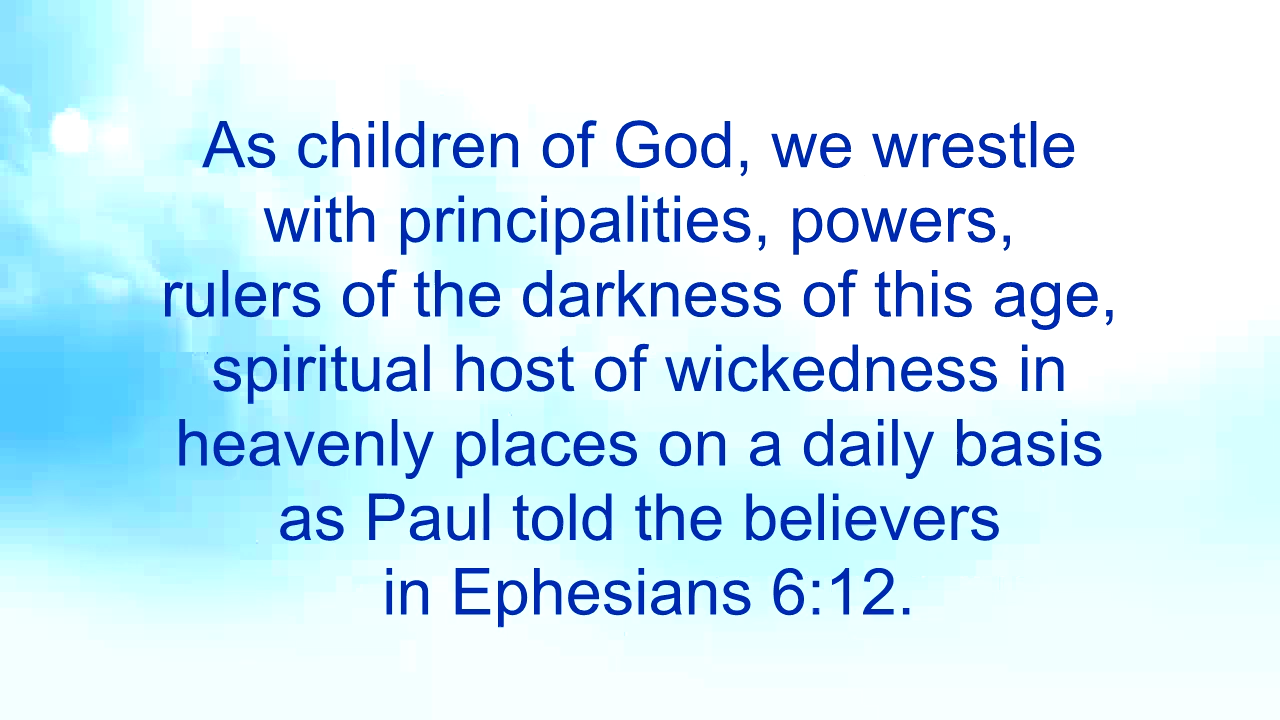 As children of God, we wrestle
with principalities, powers,
rulers of the darkness of this age,
spiritual host of wickedness in
heavenly places on a daily basis
as Paul told the believers
in Ephesians 6:12.